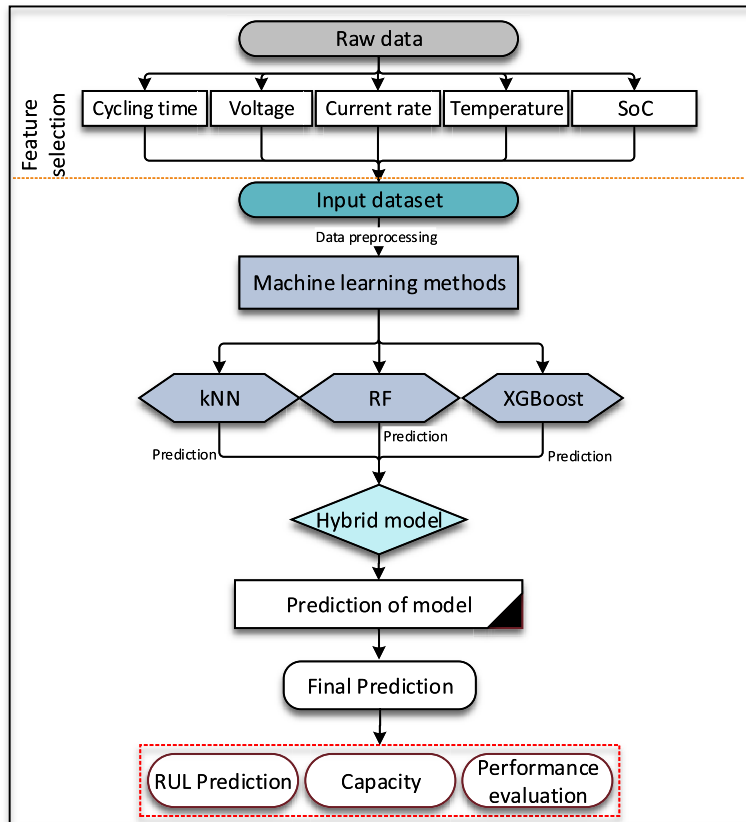 Raw data
Feature
selection
Cycling time
Voltage
Current rate
Temperature
SoC
Input dataset
Data preprocessing
Machine learning methods
kNN
RF
XGBoost
Prediction
Prediction
Prediction
Hybrid model
Prediction of model
Final Prediction
RUL Prediction
Capacity
Performance
evaluation